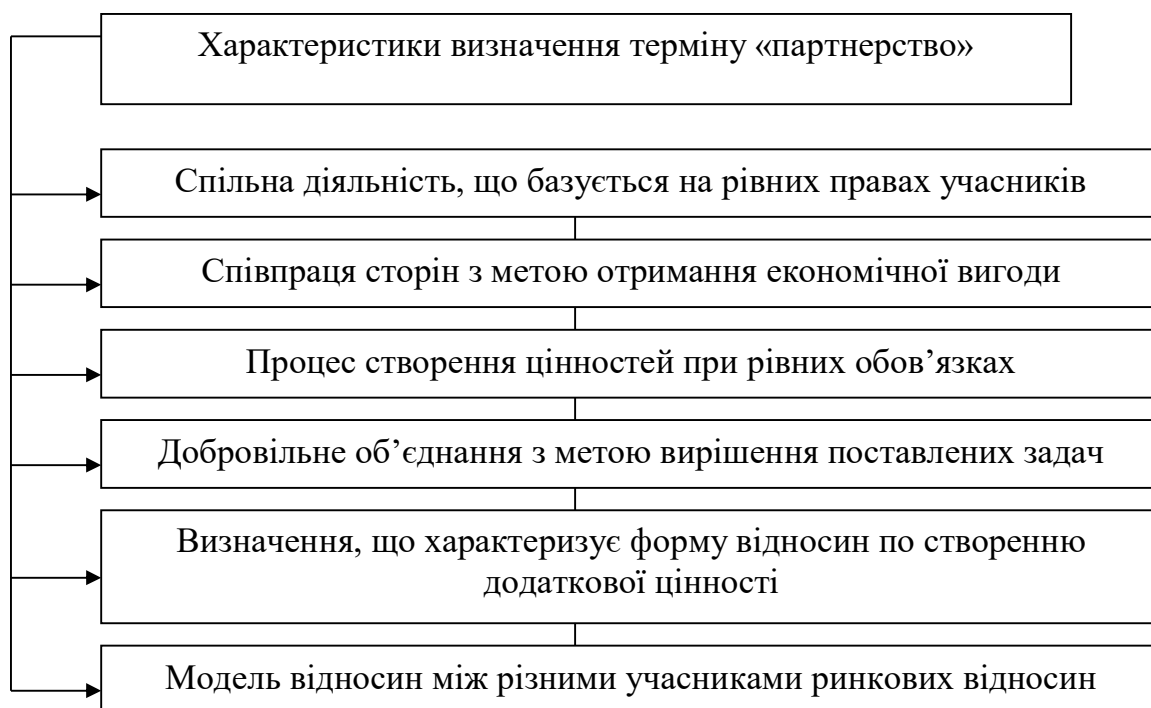 Характеристики визначення терміну «партнерство»
Спільна діяльність, що базується на рівних правах учасників
Співпраця сторін з метою отримання економічної вигоди
Процес створення цінностей при рівних обов’язках
Добровільне об’єднання з метою вирішення поставлених задач
Визначення, що характеризує форму відносин по створенню
додаткової цінності
Модель відносин між різними учасниками ринкових відносин